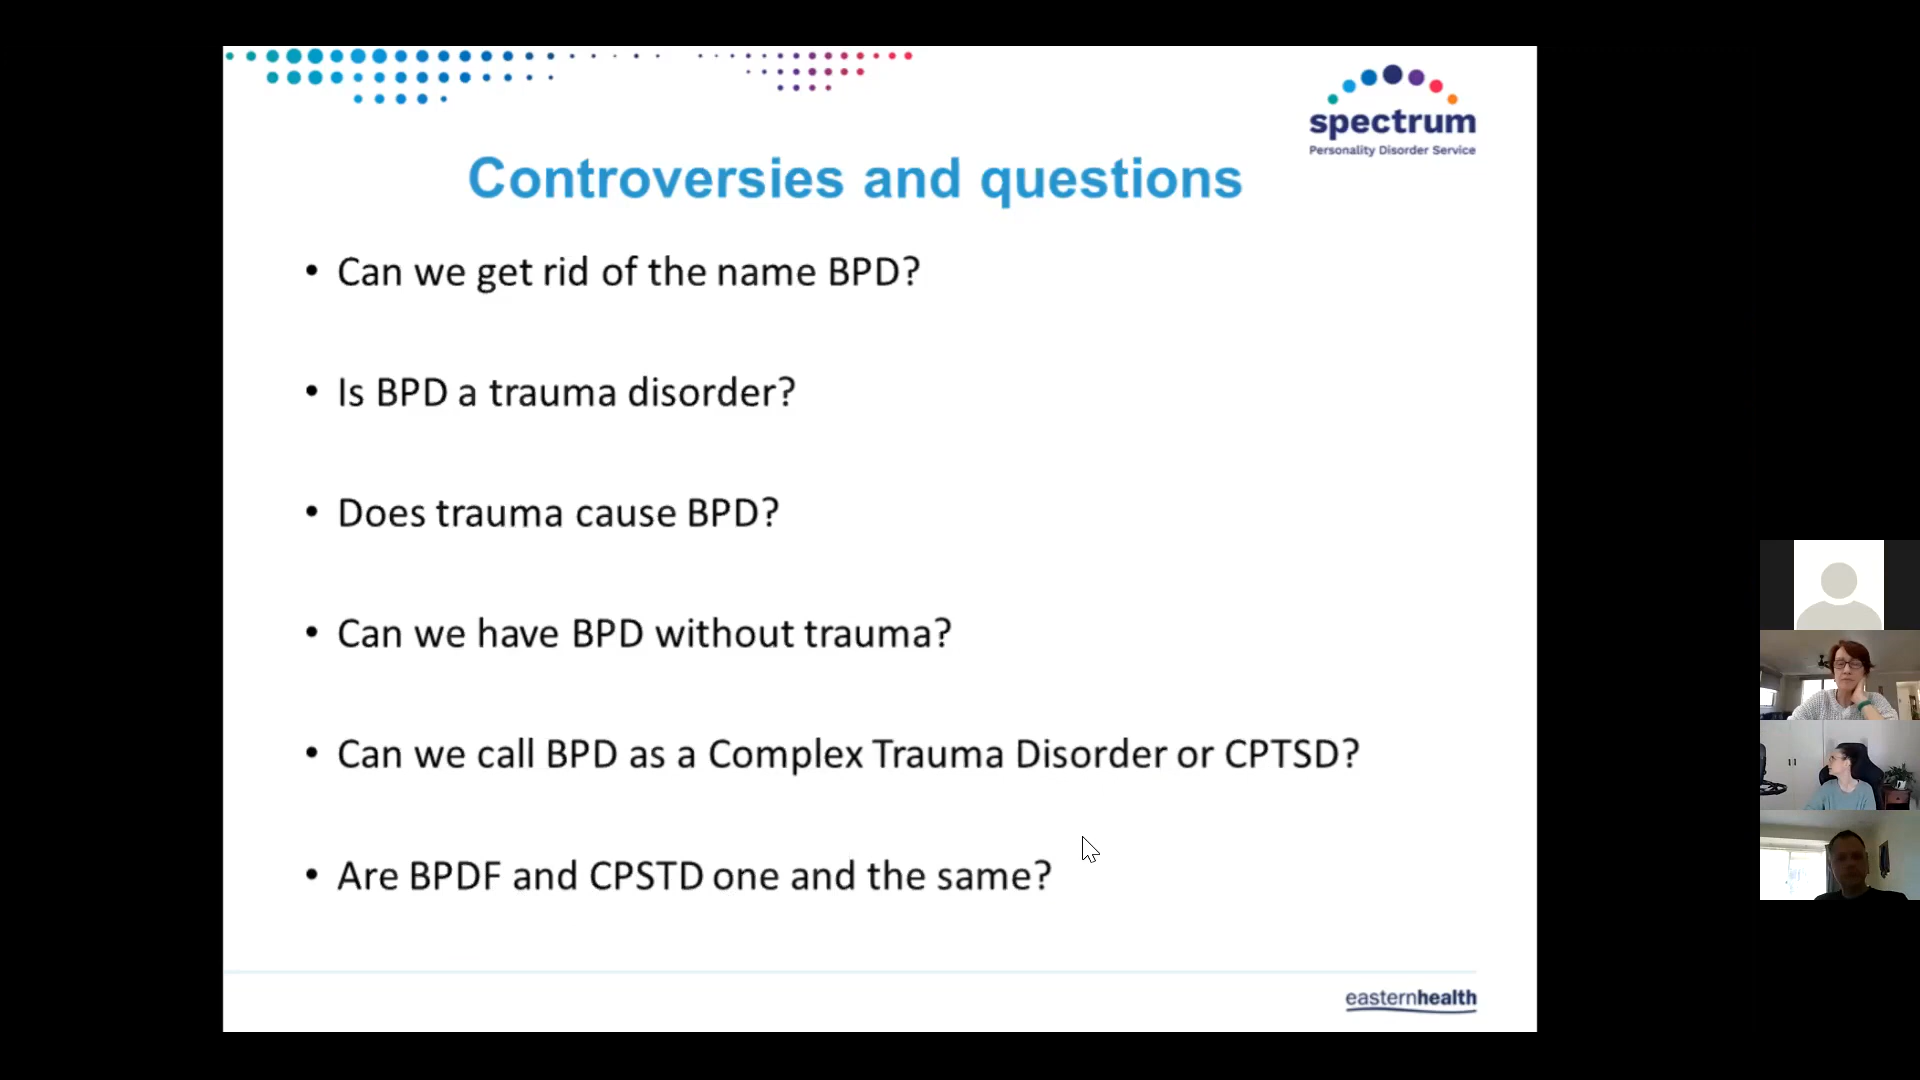 spectrum
Personality Disorder Service
Controversies and questions
• Can we get rid of the name BPD?
• Is BPD a trauma disorder?
• Does trauma cause BPD?
• Can we have BPD without trauma?
• Can we call BPD as a Complex Trauma Disorder or CPTSD?
• Are BPDF and CPSTD one and the same?
easternhealth